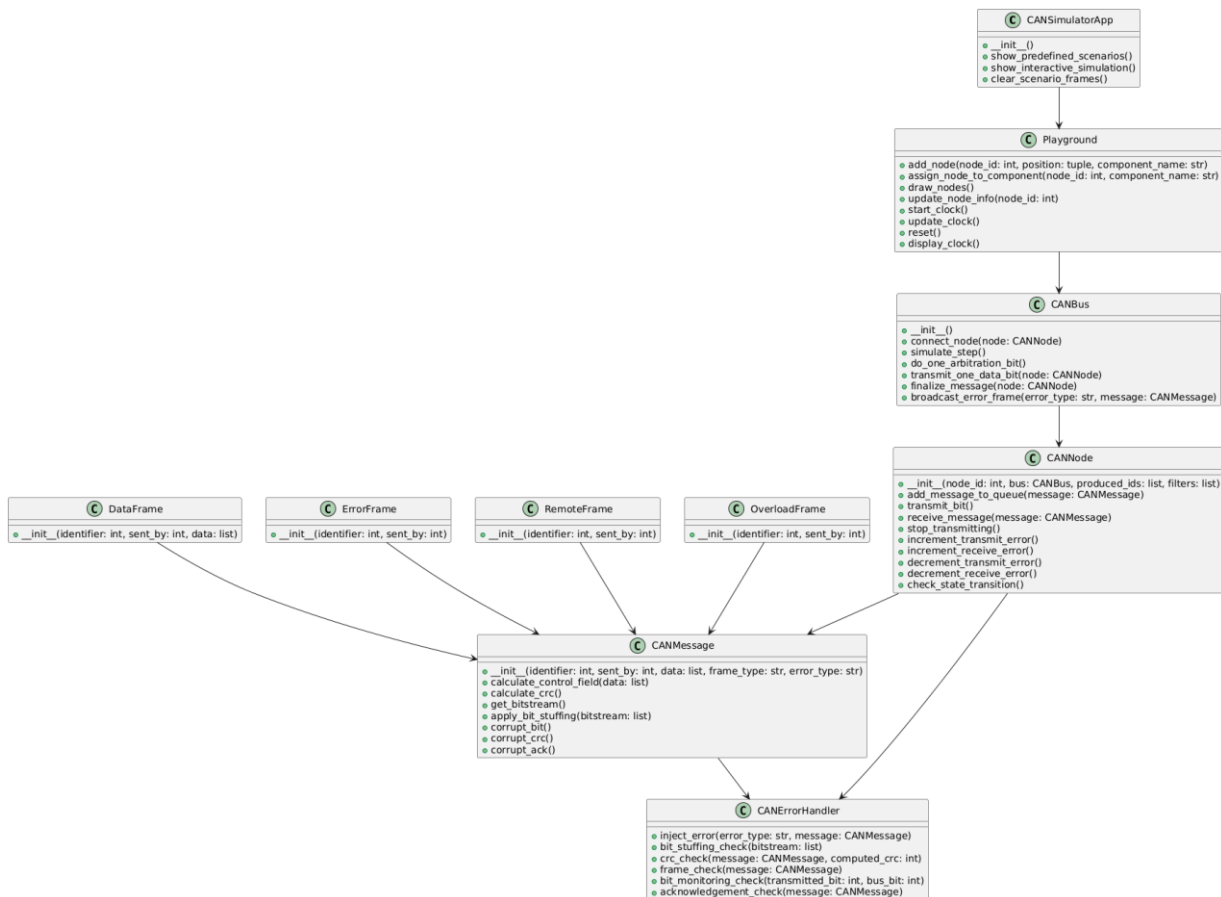 C CANSimulatorApp
__init__()
show_predefined_scenarios()
show_interactive_simulation()
clear_scenario_frames()
C Playground
add_node(node_id: int, position: tuple, component_name: str)
assign_node_to_component(node_id: int, component_name: str)
draw_nodes()
update_node_info(node_id: int)
start_clock()
update_clock()
reset()
display_clock()
C CANBus
__init__()
connect_node(node: CANNode)
simulate_step()
do_one_arbitration_bit()
transmit_one_data_bit(node: CANNode)
finalize_message(node: CANNode)
broadcast_error_frame(error_type: str, message: CANMessage)
C CANNode
__init__(node_id: int, bus: CANBus, produced_ids: list, filters: list)
add_message_to_queue(message: CANMessage)
transmit_bit()
receive_message(message: CANMessage)
stop_transmitting()
increment_transmit_error()
increment_receive_error()
decrement_transmit_error()
decrement_receive_error()
check_state_transition()
C DataFrame
__init__(identifier: int, sent_by: int, data: list)
C ErrorFrame
__init__(identifier: int, sent_by: int)
C RemoteFrame
__init__(identifier: int, sent_by: int)
C OverloadFrame
__init__(identifier: int, sent_by: int)
C CANMessage
__init__(identifier: int, sent_by: int, data: list, frame_type: str, error_type: str)
calculate_control_field(data: list)
calculate_crc()
get_bitstream()
apply_bit_stuffing(bitstream: list)
corrupt_bit()
corrupt_crc()
corrupt_ack()
C CANErrorHandler
inject_error(error_type: str, message: CANMessage)
bit_stuffing_check(bitstream: list)
crc_check(message: CANMessage, computed_crc: int)
frame_check(message: CANMessage)
bit_monitoring_check(transmitted_bit: int, bus_bit: int)
acknowledgement_check(message: CANMessage)